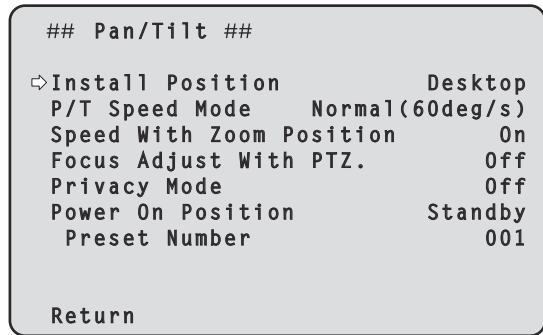 ## Pan/Tilt ##
⇨Install Position Desktop
P/T Speed Mode Normal(60deg/s)
Speed With Zoom Position On
Focus Adjust With PTZ. Off
Privacy Mode Off
Power On Position Standby
Preset Number 001
Return